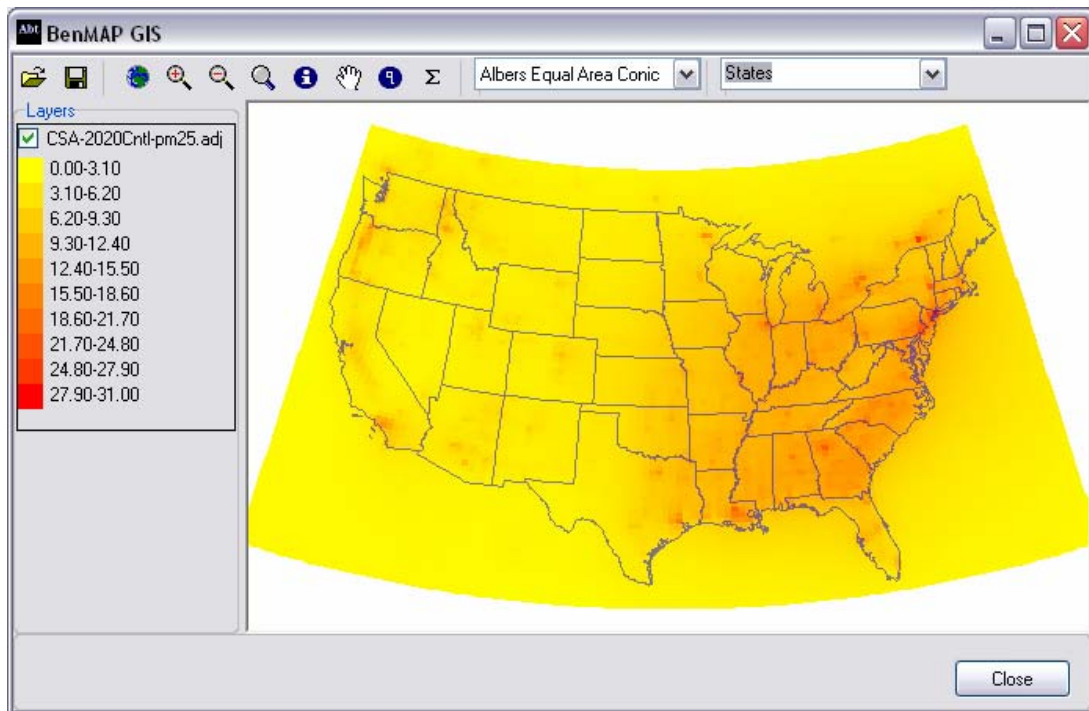 Abt BenMAP GIS
Σ
Albers Equal Area Conic
States
Layers
CSA-2020Cntl-pm25.adj
0.00-3.10
3.10-6.20
6.20-9.30
9.30-12.40
12.40-15.50
15.50-18.60
18.60-21.70
21.70-24.80
24.80-27.90
27.90-31.00
Close